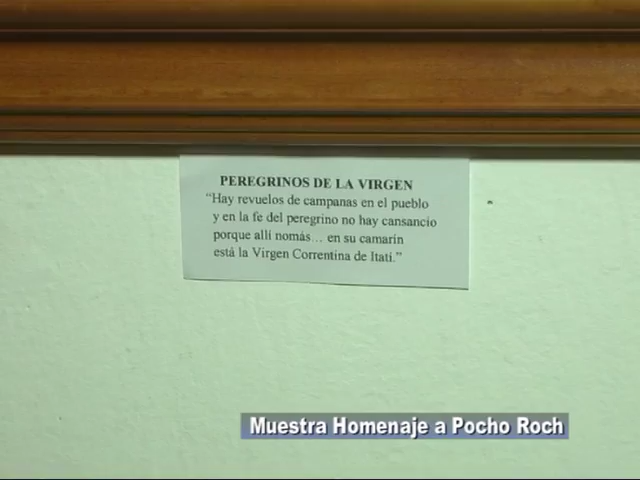 PEREGRINOS DE LA VIRGEN
“Hay revuelos de campanas en el pueblo
y en la fe del peregrino no hay cansancio
porque allí nomás... en su camarín
está la Virgen Correntina de Itatí.”
Muestra Homenaje a Pocho Roch